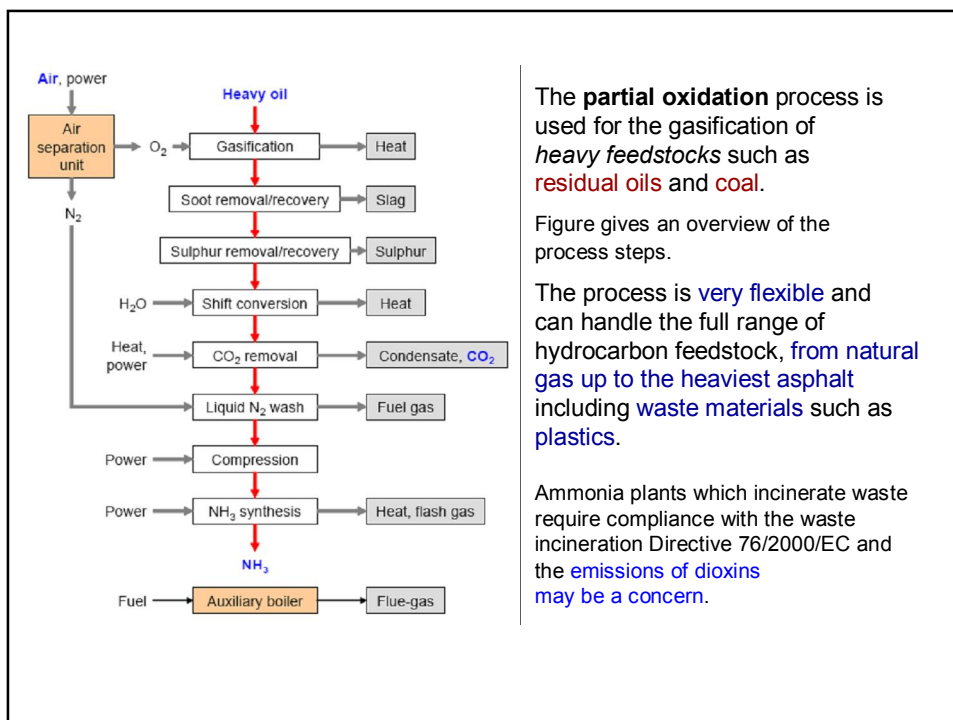 Air, power
Heavy oil
Air
separation
unit
O₂
Gasification
Heat
Soot removal/recovery
Slag
N₂
Sulphur removal/recovery
Sulphur
H₂O
Shift conversion
Heat
Heat,
power
CO₂ removal
Condensate, CO₂
Liquid N₂ wash
Fuel gas
Power
Compression
Power
NH₃ synthesis
Heat, flash gas
NH₃
Fuel
Auxiliary boiler
Flue-gas
The partial oxidation process is
used for the gasification of
heavy feedstocks such as
residual oils and coal.
Figure gives an overview of the
process steps.
The process is very flexible and
can handle the full range of
hydrocarbon feedstock, from natural
gas up to the heaviest asphalt
including waste materials such as
plastics.
Ammonia plants which incinerate waste
require compliance with the waste
incineration Directive 76/2000/EC and
the emissions of dioxins
may be a concern.